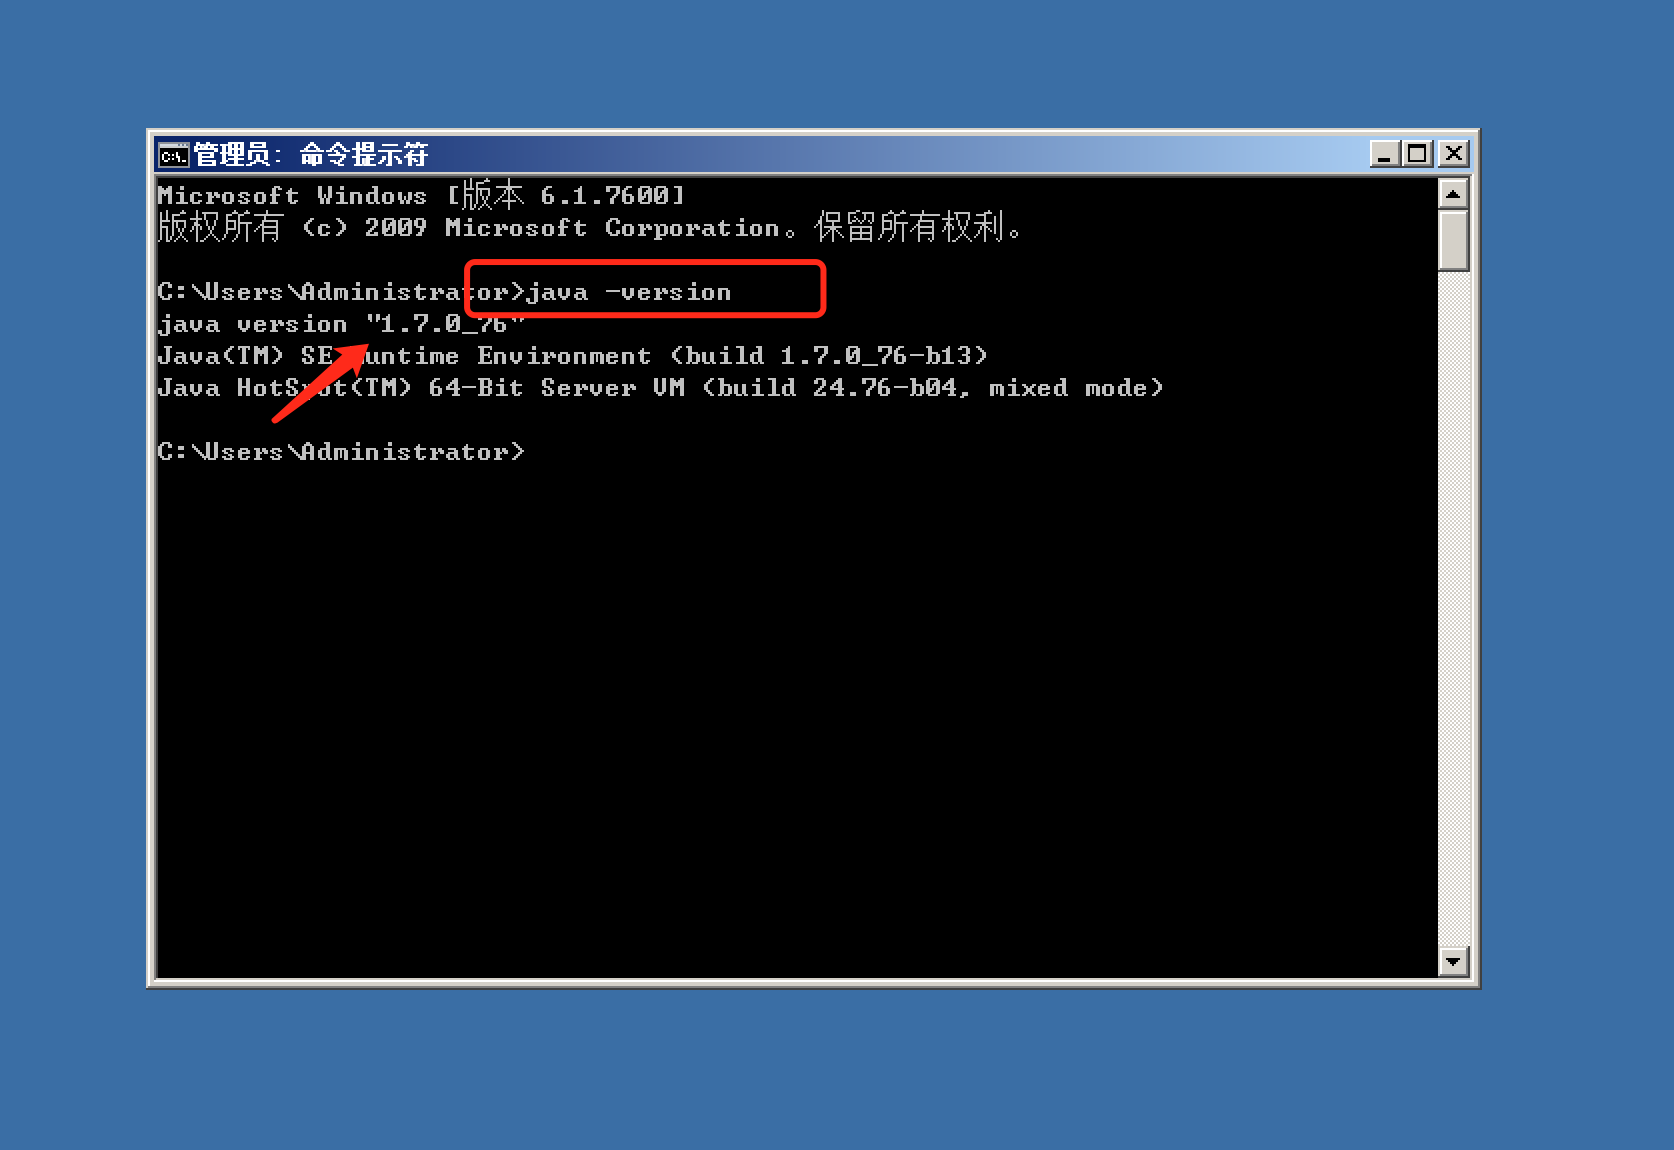 管理员: 命令提示符
Microsoft Windows [版本 6.1.7600]
版权所有 (c) 2009 Microsoft Corporation。保留所有权利。
C:\Users\Administrator>java -version
java version "1.7.0_76"
Java(TM) SE Runtime Environment (build 1.7.0_76-b13)
Java HotSpot(TM) 64-Bit Server VM (build 24.76-b04, mixed mode)
C:\Users\Administrator>